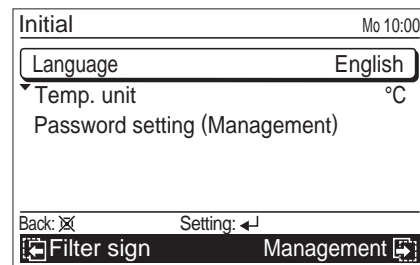 Initial Mo 10:00
Language English
Temp. unit °C
Password setting (Management)
Back: Setting:
Filter sign Management